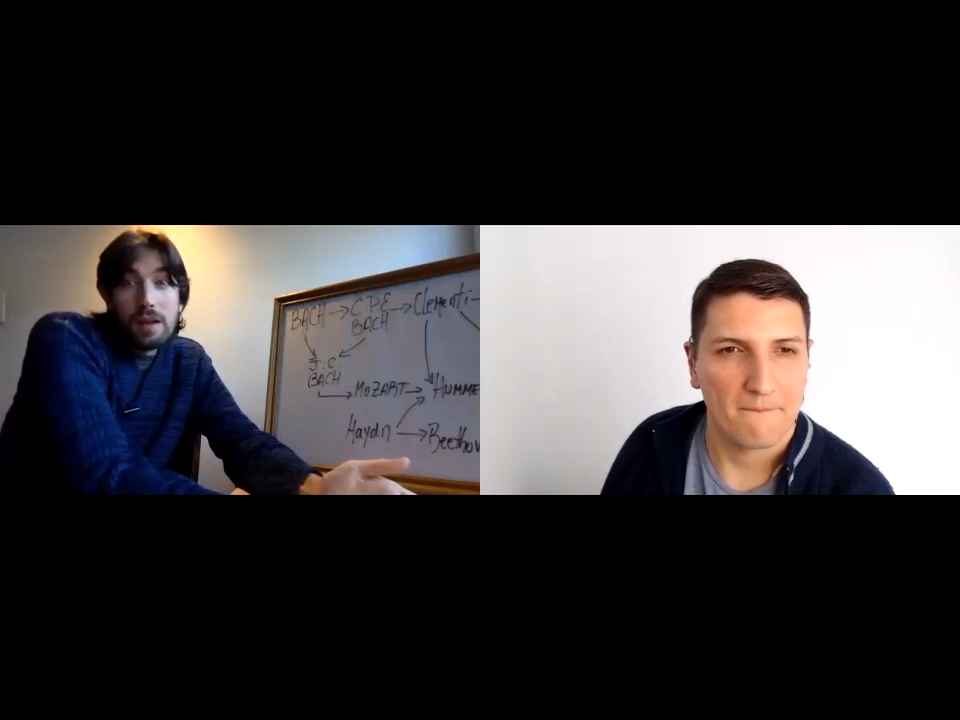 BACH → C.P.E → Clementi
BACH
J.C.
BACH
MOZART → HUMME
Haydn → Beethov